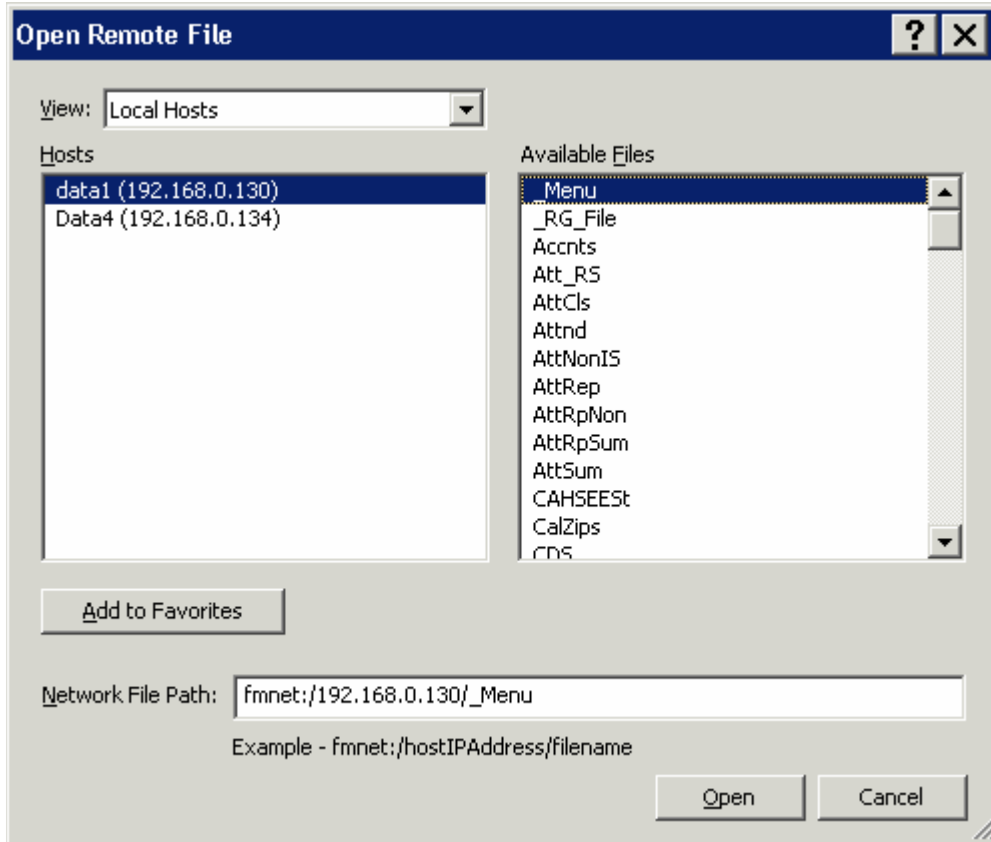 Open Remote File
View: Local Hosts
Hosts
data1 (192.168.0.130)
Data4 (192.168.0.134)
Available Files
_Menu
_RG_File
Accnts
Att_RS
AttCls
Attnd
AttNonIS
AttRep
AttRpNon
AttRpSum
AttSum
CAHSEESt
CalZips
CDS
Add to Favorites
Network File Path: fmnet:/192.168.0.130/_Menu
Example - fmnet:/hostIPAddress/filename
Open Cancel